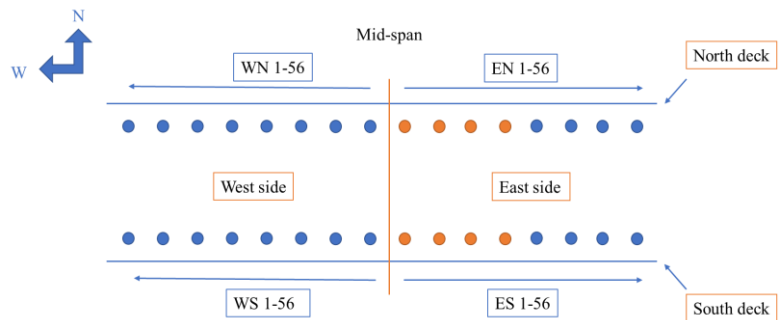 N
Mid-span
W
WN 1-56
EN 1-56
North deck
West side
East side
WS 1-56
ES 1-56
South deck